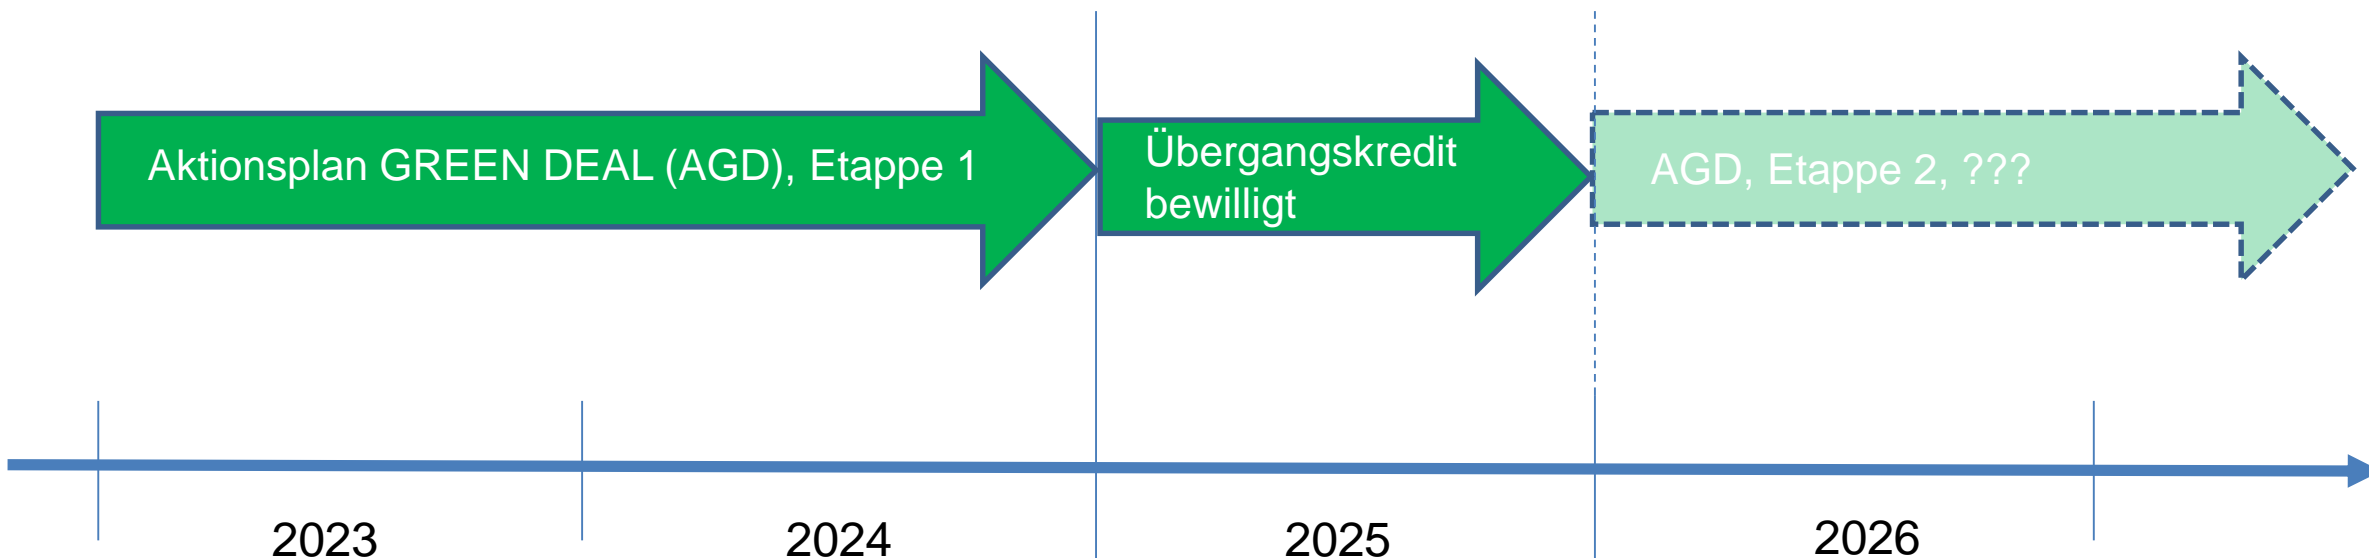 Aktionsplan GREEN DEAL (AGD), Etappe 1
Übergangskredit
bewilligt
AGD, Etappe 2, ???
2023
2024
2025
2026